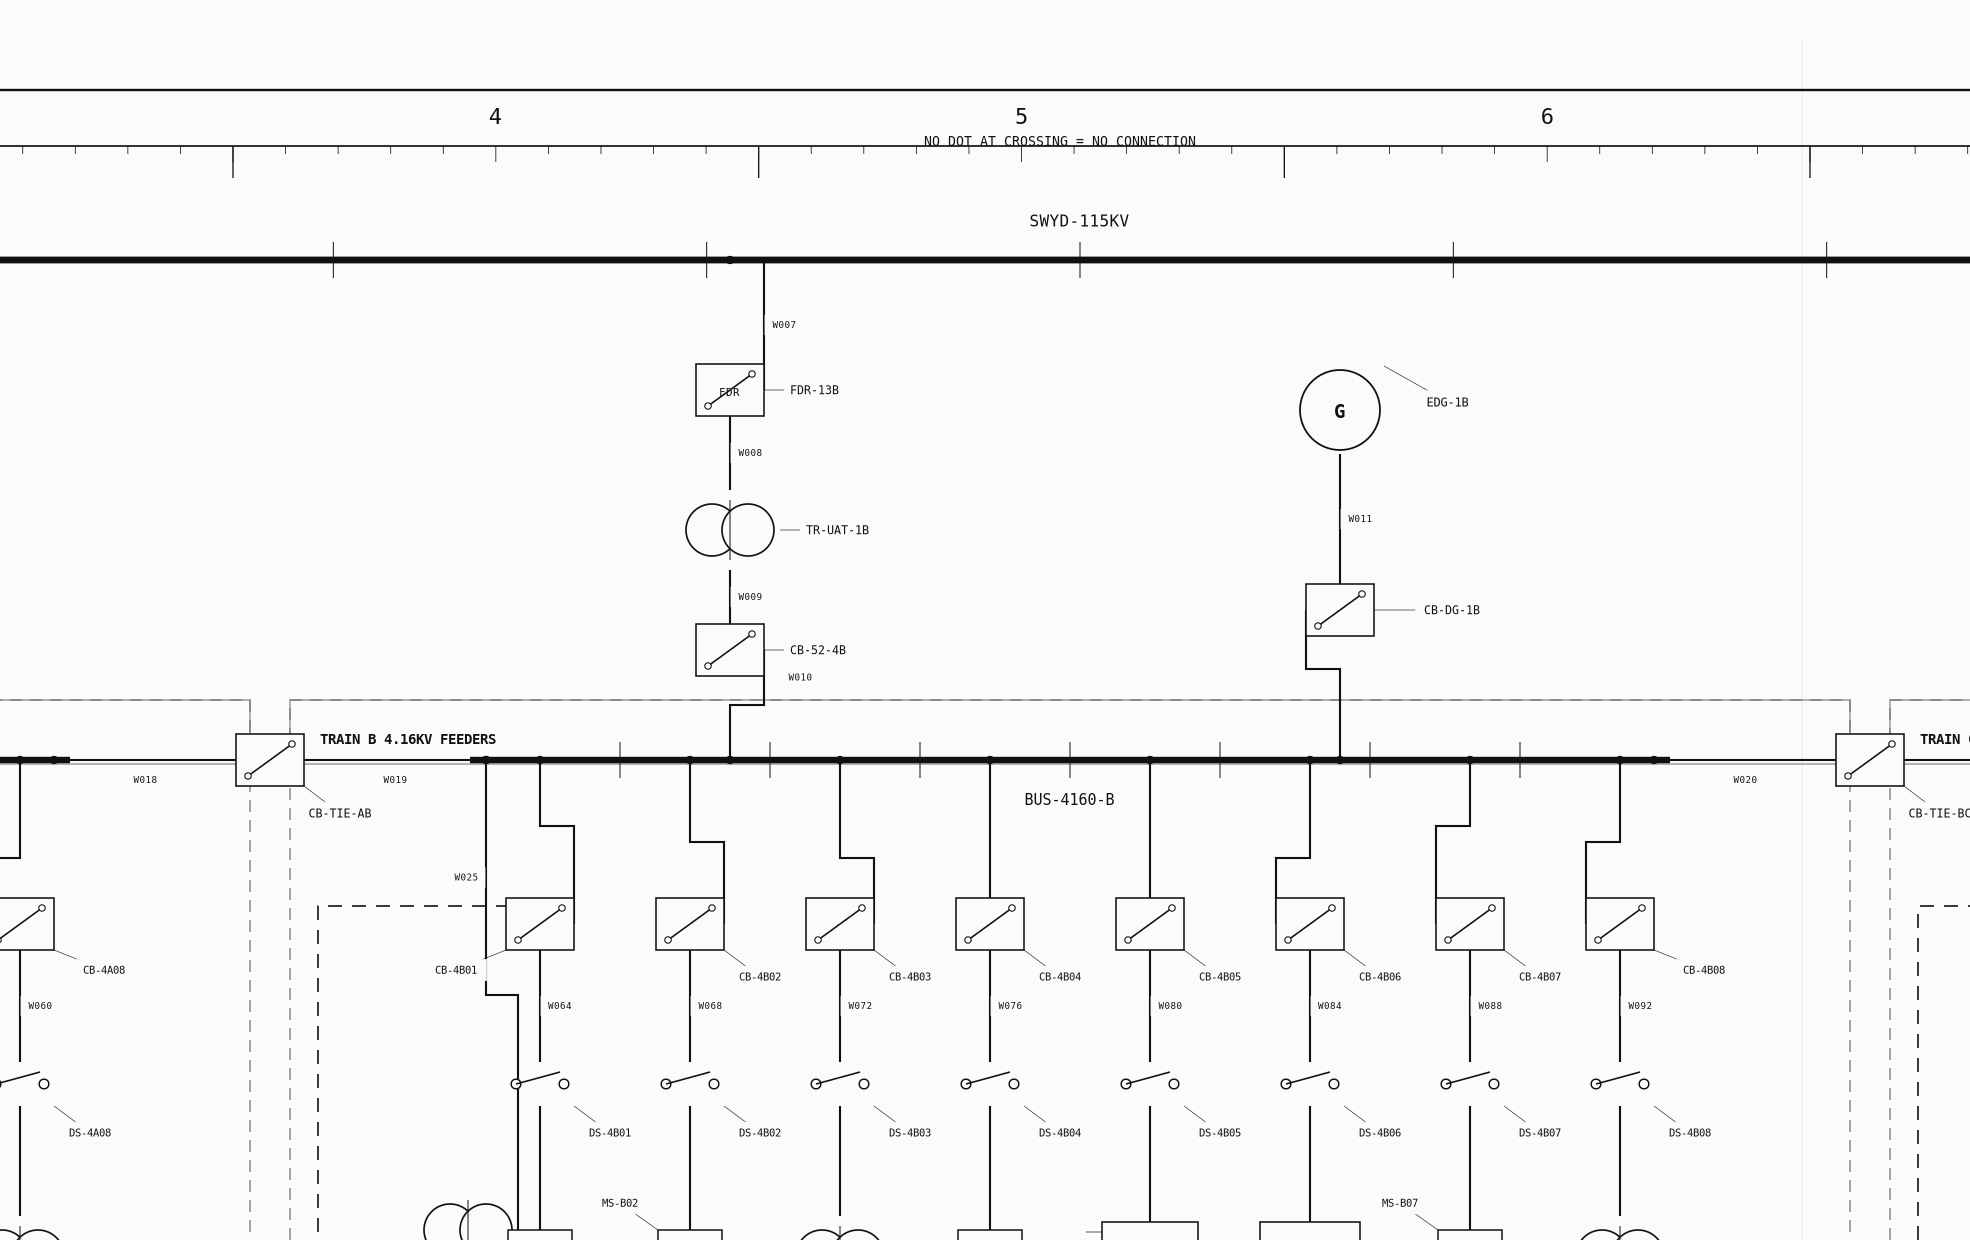 4 5 6
NO DOT AT CROSSING = NO CONNECTION
SWYD-115KV
W007
FDR FDR-13B
EDG-1B
G
W008
W011
TR-UAT-1B
W009
CB-DG-1B
CB-52-4B
W010
TRAIN B 4.16KV FEEDERS TRAIN
W018 W019 W020
BUS-4160-B
CB-TIE-AB CB-TIE-BC
W025
CB-4A08 CB-4B01 CB-4B02 CB-4B03 CB-4B04 CB-4B05 CB-4B06 CB-4B07 CB-4B08
W060 W064 W068 W072 W076 W080 W084 W088 W092
DS-4A08 DS-4B01 DS-4B02 DS-4B03 DS-4B04 DS-4B05 DS-4B06 DS-4B07 DS-4B08
MS-B02 MS-B07